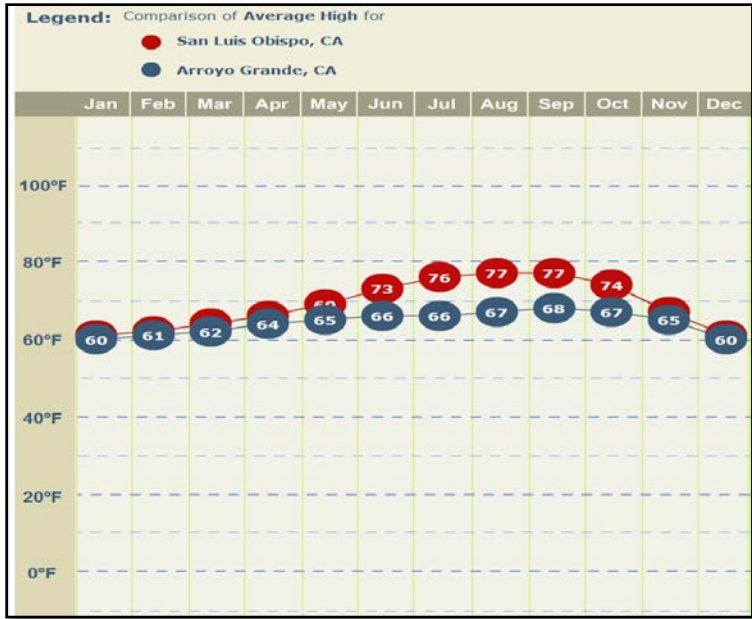 Legend: Comparison of Average High for
San Luis Obispo, CA
Arroyo Grande, CA
Jan Feb Mar Apr May Jun Jul Aug Sep Oct Nov Dec
100°F
80°F
76 77 77
73 74
60 61 62 64 65 66 66 67 68 67 65 60
60°F
40°F
20°F
0°F